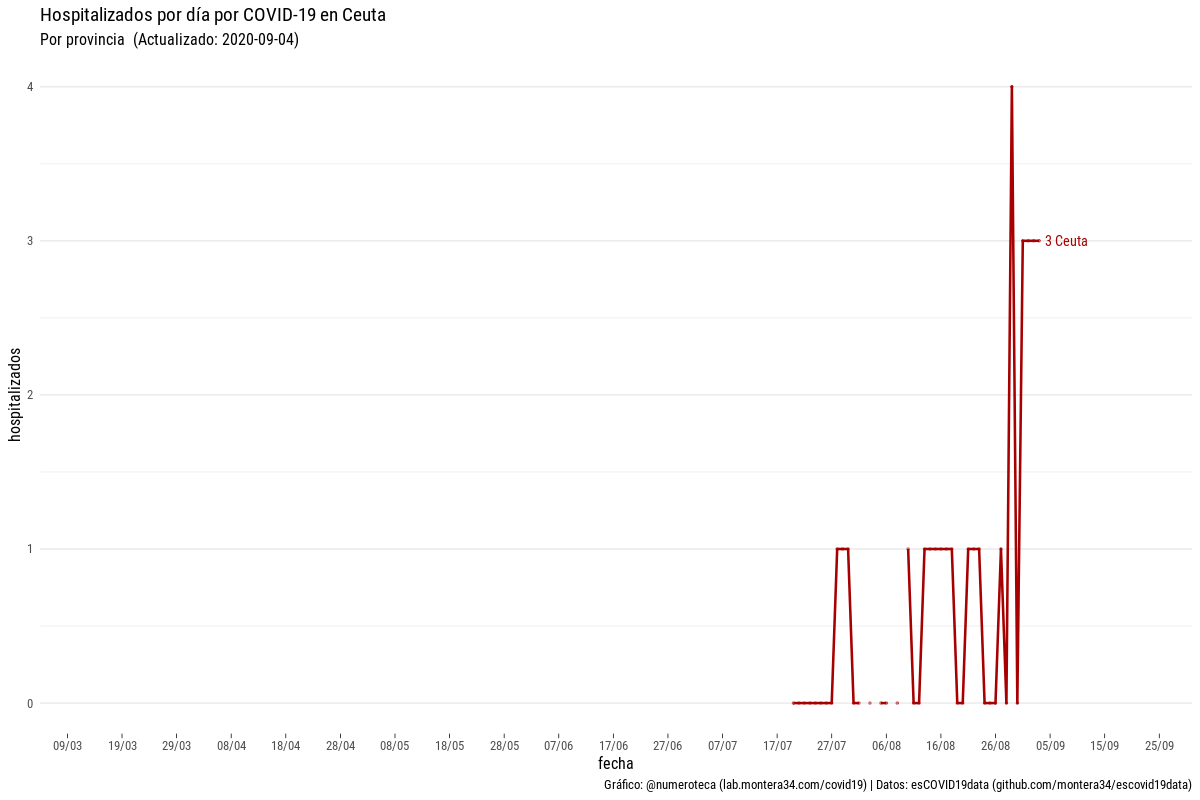 Hospitalizados por día por COVID-19 en Ceuta
Por provincia  (Actualizado: 2020-09-04)
4
3
2
1
0
hospitalizados
3 Ceuta
09/03 19/03 29/03 08/04 18/04 28/04 08/05 18/05 28/05 07/06 17/06 27/06 07/07 17/07 27/07 06/08 16/08 26/08 05/09 15/09 25/09
fecha
Gráfico: @numeroteca (lab.montera34.com/covid19) | Datos: esCOVID19data (github.com/montera34/escovid19data)